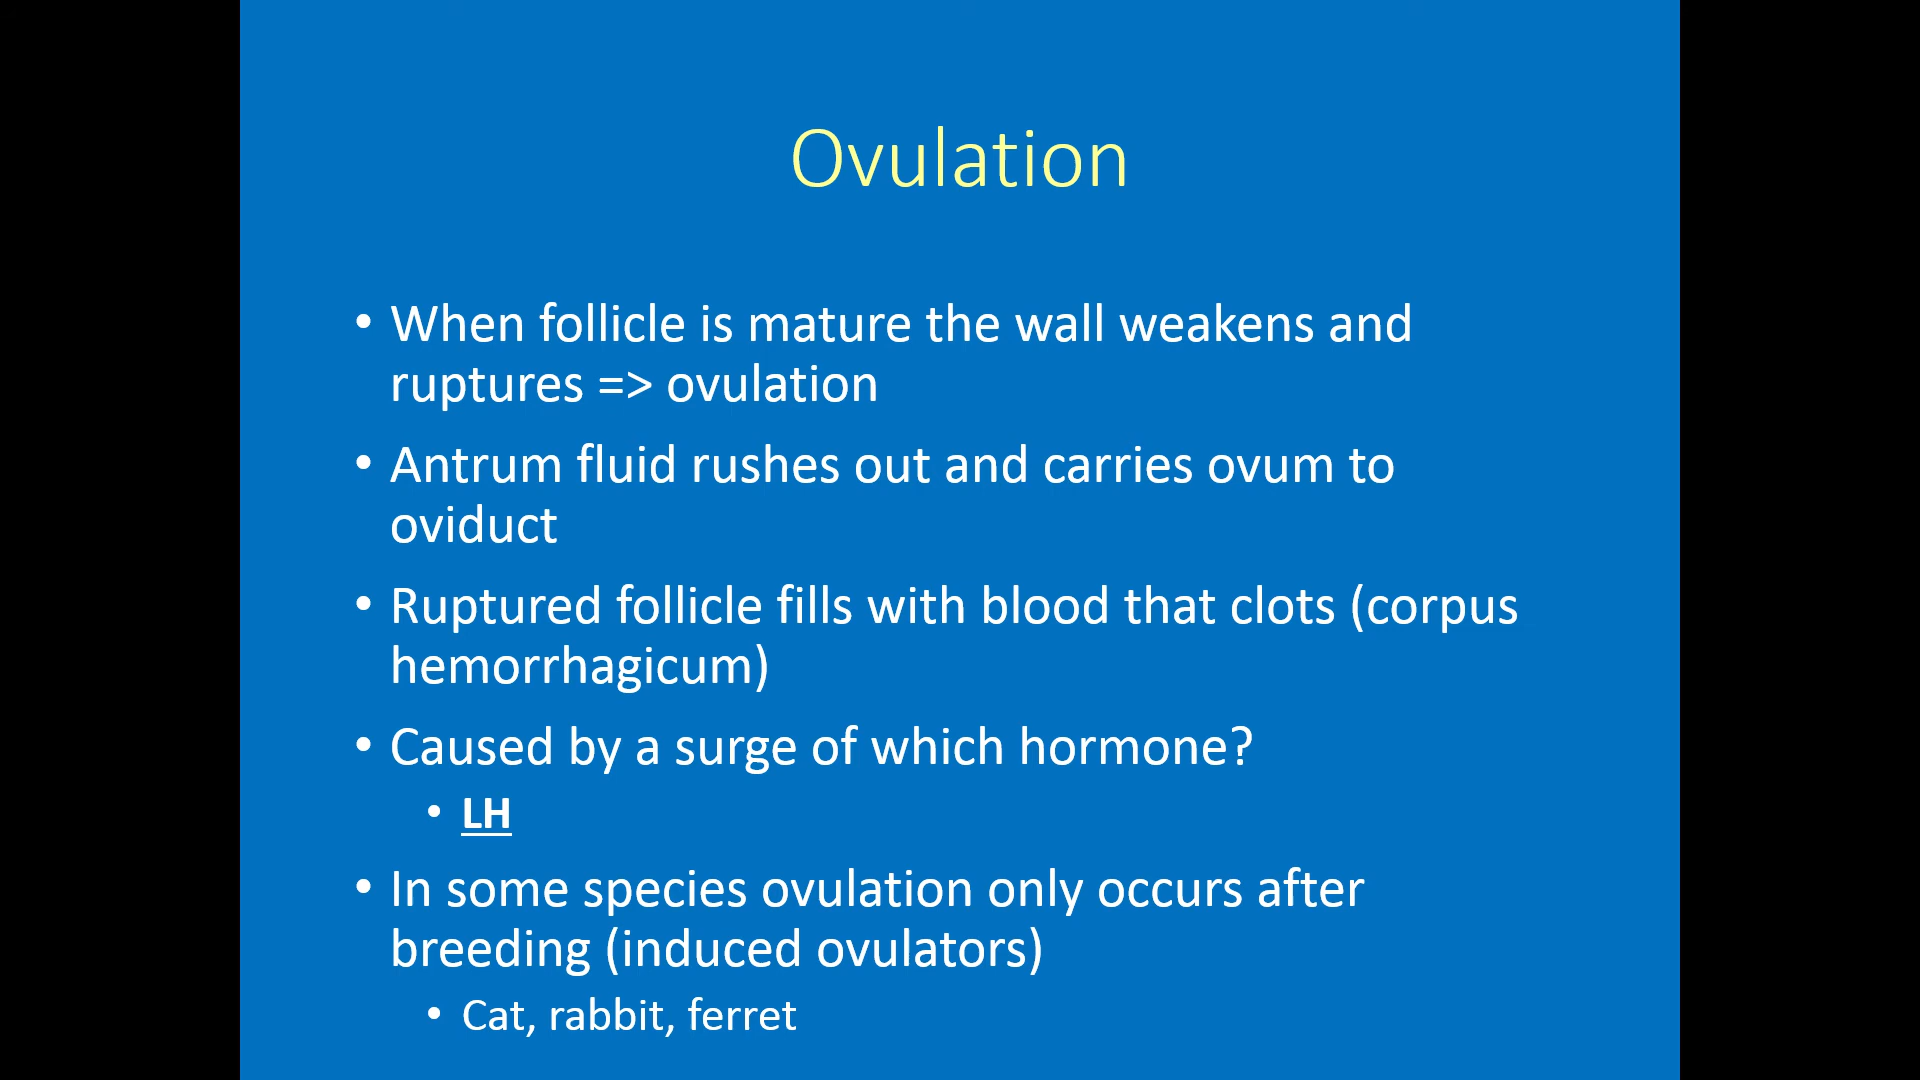 Ovulation
• When follicle is mature the wall weakens and
ruptures => ovulation
• Antrum fluid rushes out and carries ovum to
oviduct
• Ruptured follicle fills with blood that clots (corpus
hemorrhagicum)
• Caused by a surge of which hormone?
• LH
• In some species ovulation only occurs after
breeding (induced ovulators)
• Cat, rabbit, ferret